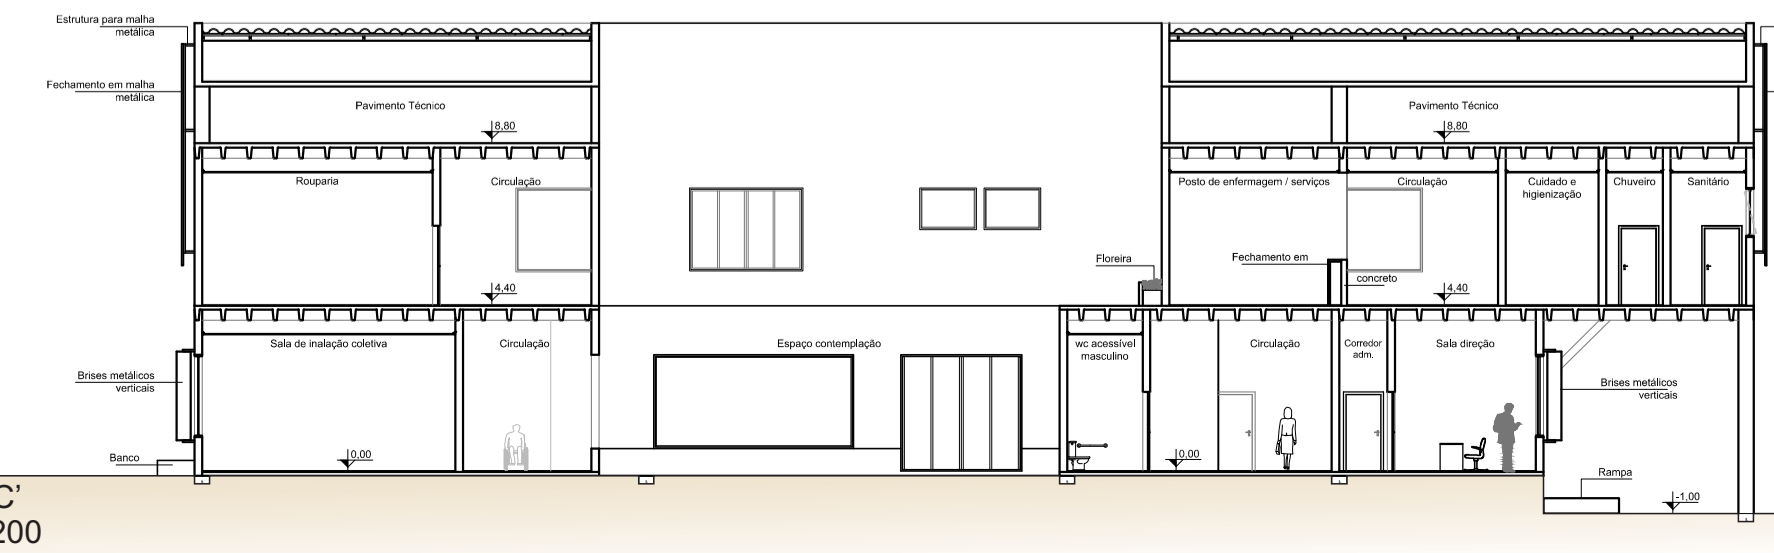 Estrutura para malha
metálica
Fechamento em malha
metálica
Pavimento Técnico
8,80
Pavimento Técnico
8,80
Rouparia
Circulação
4,40
Posto de enfermagem / serviços
Circulação
Cuidado e
higienização
Chuveiro
Sanitário
Floreira
Fechamento em
concreto
4,40
Sala de inalação coletiva
Circulação
Espaço contemplação
wc acessível
masculino
Circulação
Corredor
adm.
Sala direção
Brises metálicos
verticais
Brises metálicos
verticais
Banco
0,00
0,00
Rampa
-1,00
C’
200